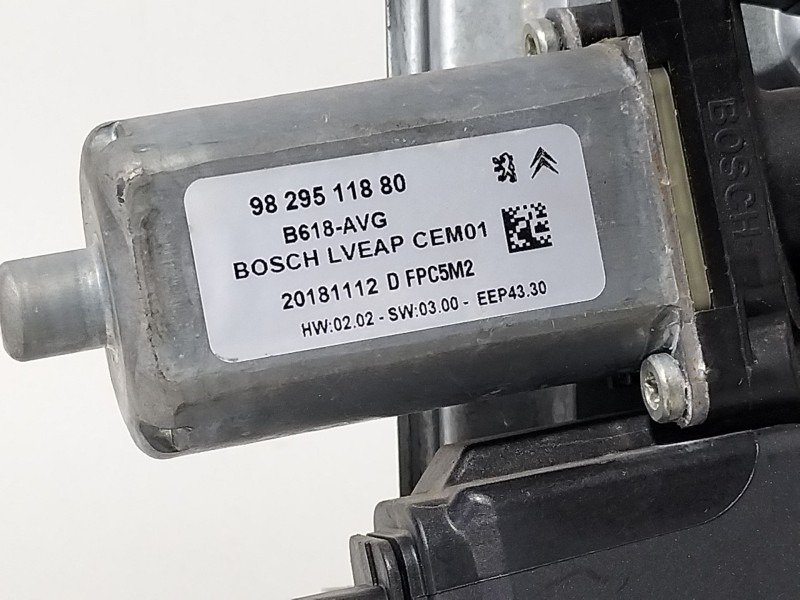 98 295 118 80
B618-AVG
BOSCH LVEAP CEM01
20181112 D FPC5M2
HW:02.02 - SW:03.00 - EEP43.30
BOSCH